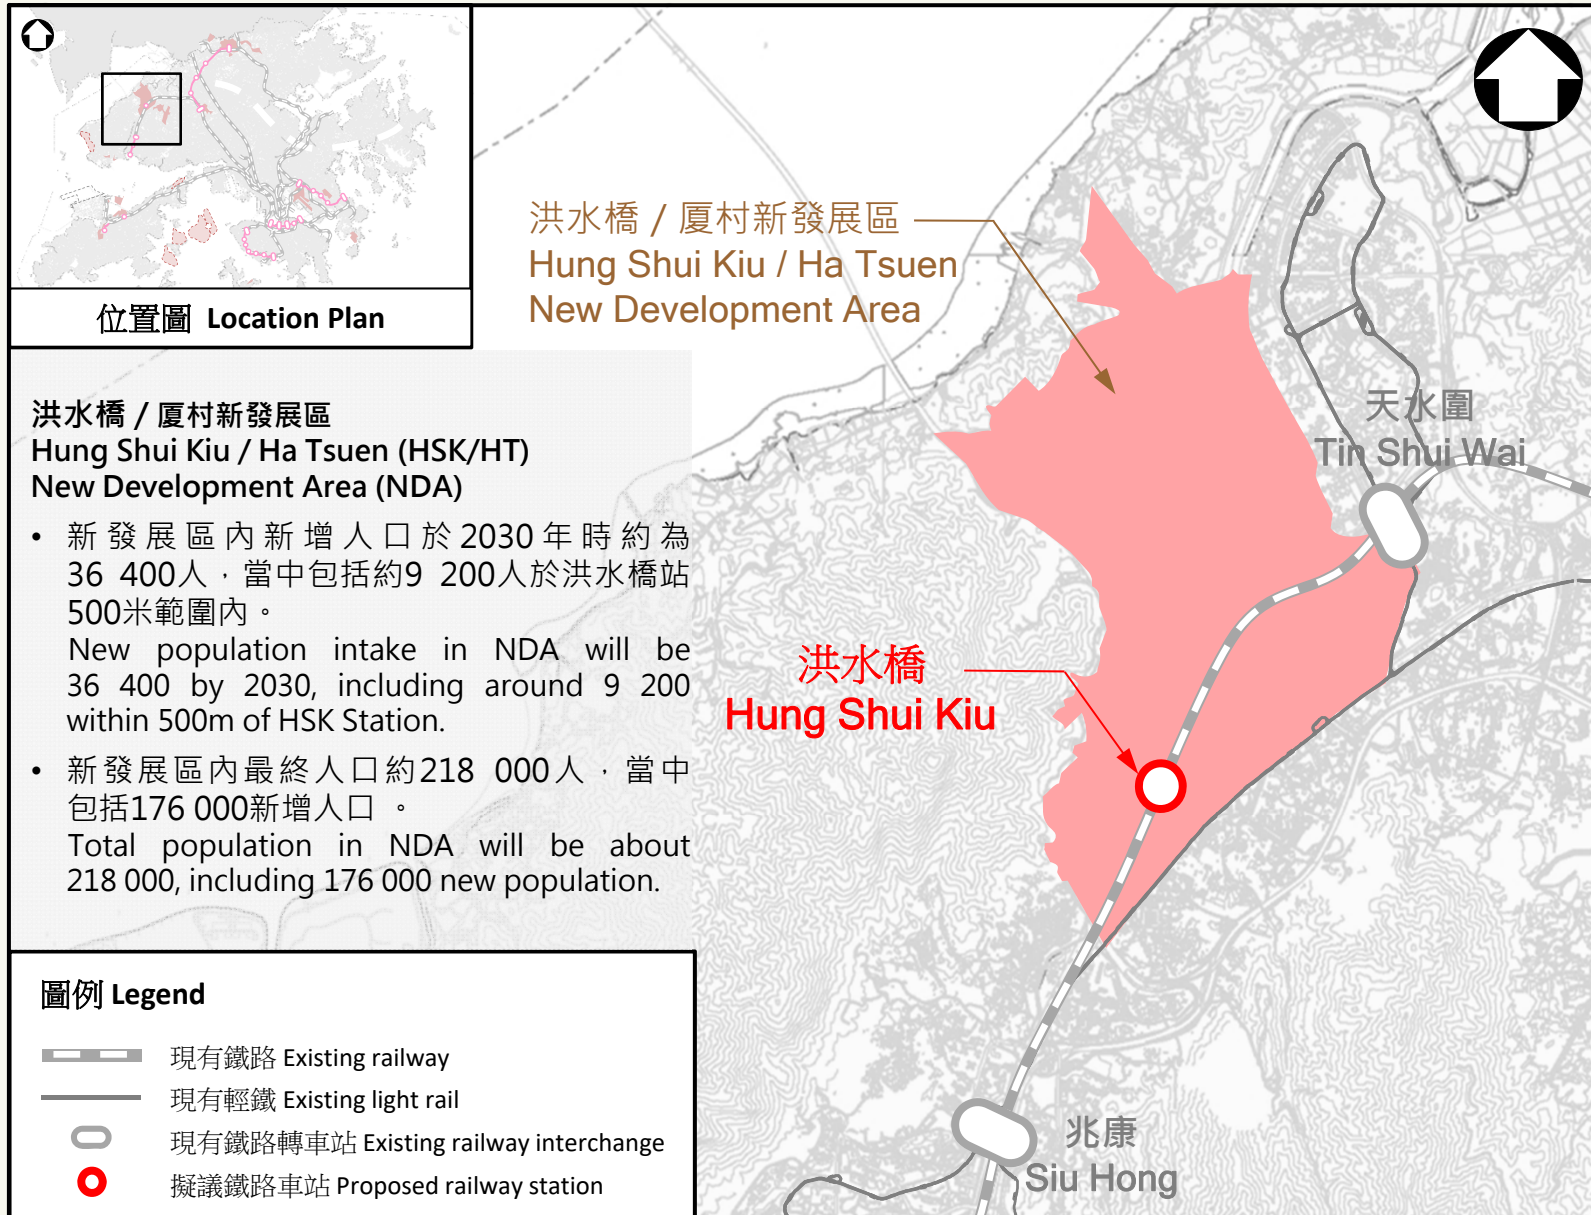 位置圖 Location Plan
洪水橋 / 厦村新發展區
Hung Shui Kiu / Ha Tsuen
New Development Area
洪水橋 / 厦村新發展區
Hung Shui Kiu / Ha Tsuen (HSK/HT)
New Development Area (NDA)
• 新發展區內新增人口於2030年時約為
36 400人，當中包括約9 200人於洪水橋站
500米範圍內。
New population intake in NDA will be
36 400 by 2030, including around 9 200
within 500m of HSK Station.
• 新發展區內最終人口約218 000人，當中
包括176 000新增人口 。
Total population in NDA will be about
218 000, including 176 000 new population.
天水圍
Tin Shui Wai
洪水橋
Hung Shui Kiu
兆康
Siu Hong
圖例 Legend
現有鐵路 Existing railway
現有輕鐵 Existing light rail
現有鐵路轉車站 Existing railway interchange
擬議鐵路車站 Proposed railway station